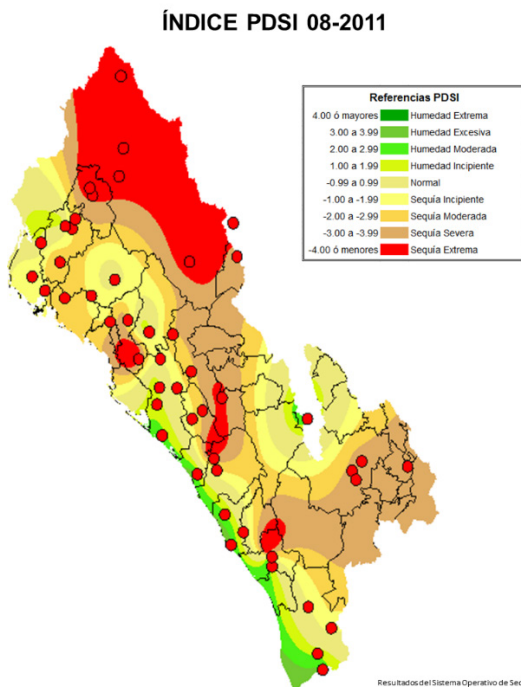 ÍNDICE PDSI 08-2011
Referencias PDSI
4.00 ó mayores Humedad Extrema
3.00 a 3.99 Humedad Excesiva
2.00 a 2.99 Humedad Moderada
1.00 a 1.99 Humedad Incipiente
-0.99 a 0.99 Normal
-1.00 a -1.99 Sequía Incipiente
-2.00 a -2.99 Sequía Moderada
-3.00 a -3.99 Sequía Severa
-4.00 ó menores Sequía Extrema
Resultados del Sistema Operativo de Sec